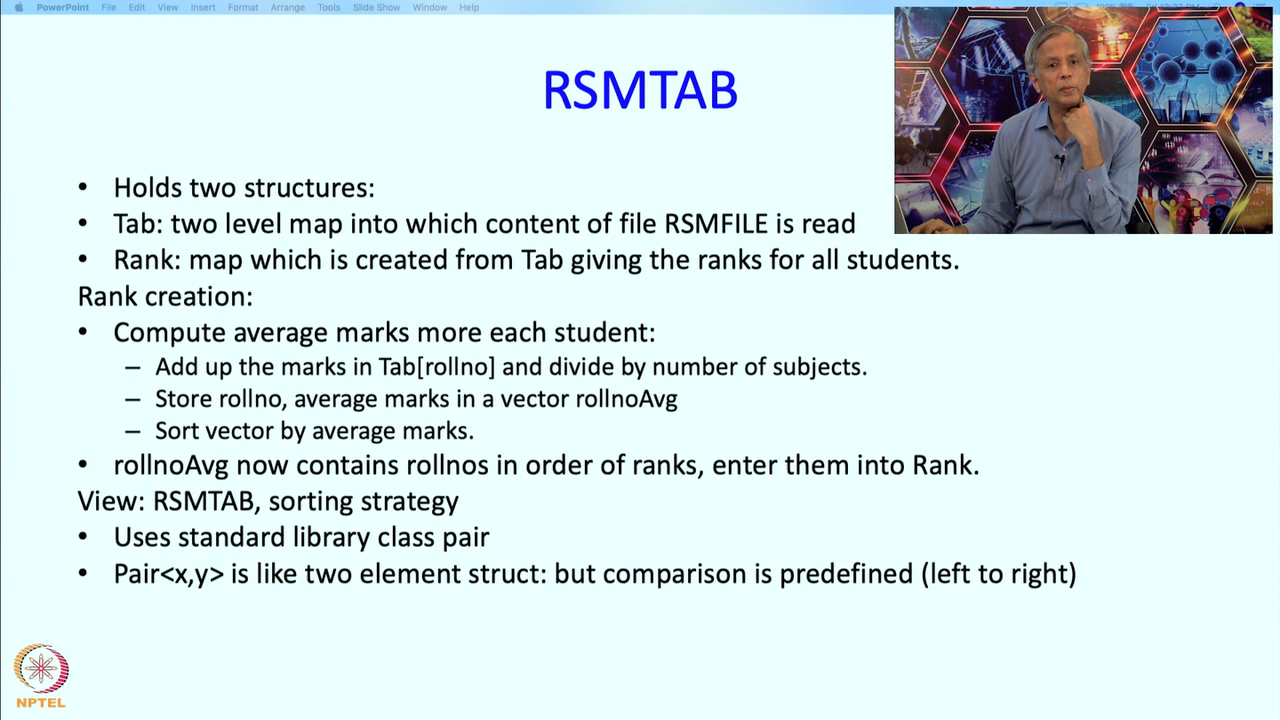 PowerPoint File Edit View Insert Format Arrange Tools Slide Show Window Help
RSMTAB
• Holds two structures:
• Tab: two level map into which content of file RSMFILE is read
• Rank: map which is created from Tab giving the ranks for all students.
Rank creation:
• Compute average marks more each student:
– Add up the marks in Tab[rollno] and divide by number of subjects.
– Store rollno, average marks in a vector rollnoAvg
– Sort vector by average marks.
• rollnoAvg now contains rollnos in order of ranks, enter them into Rank.
View: RSMTAB, sorting strategy
• Uses standard library class pair
• Pair<x,y> is like two element struct: but comparison is predefined (left to right)
NPTEL